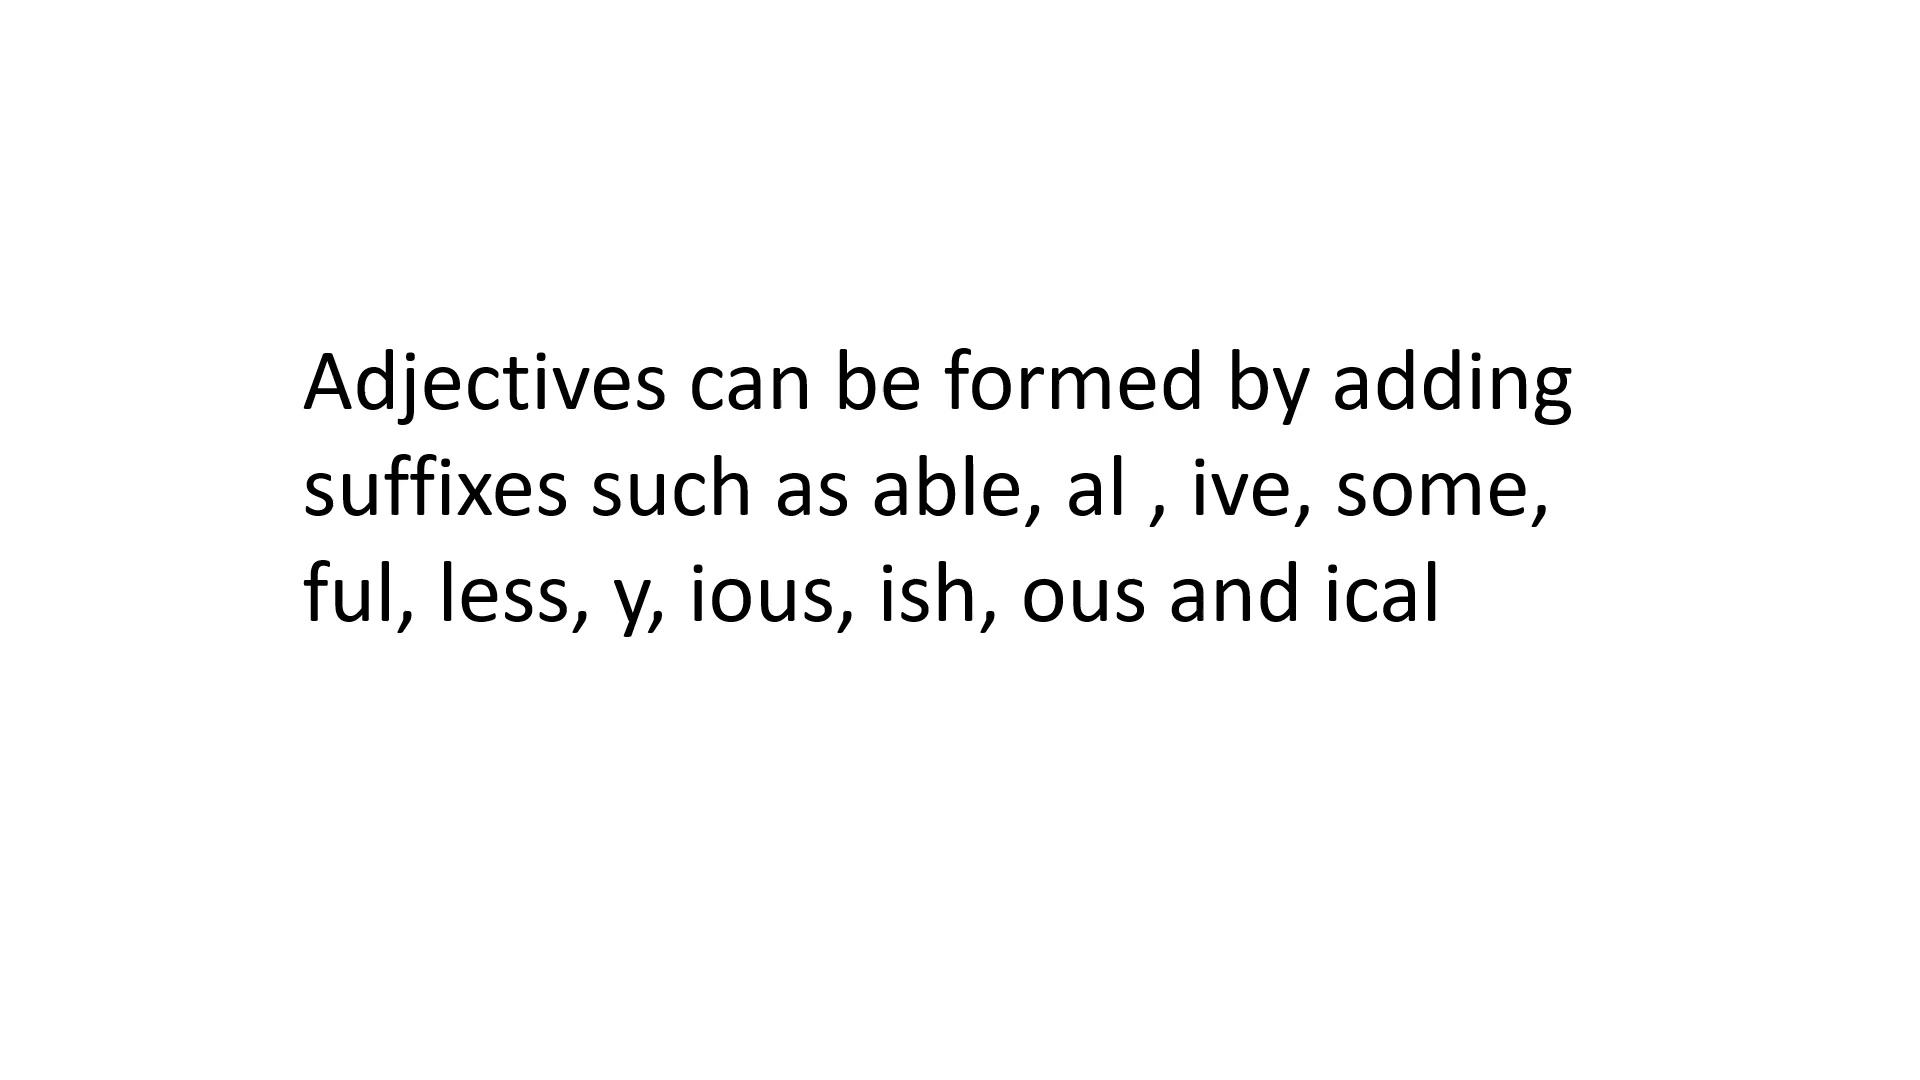 Adjectives can be formed by adding
suffixes such as able, al , ive, some,
ful, less, y, ious, ish, ous and ical